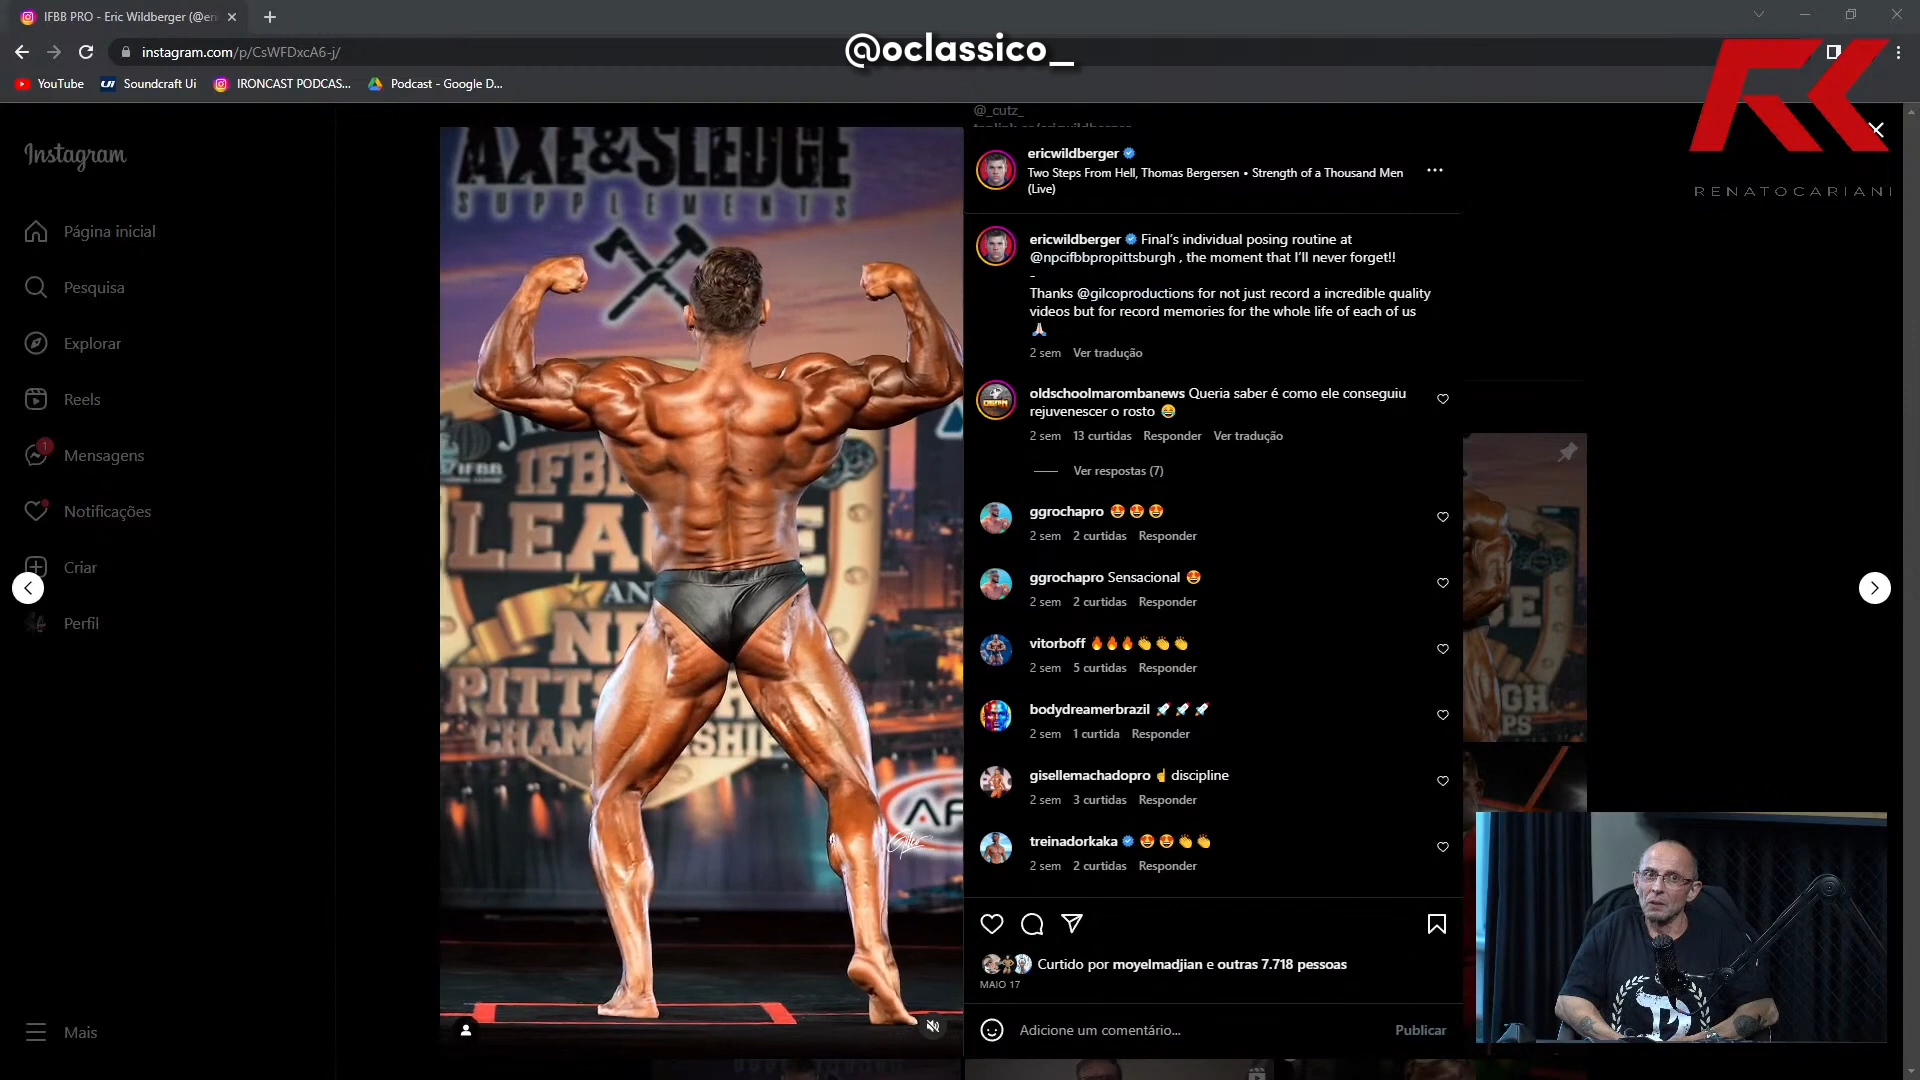 IFBB PRO - Eric Wildberger (@eri
instagram.com/p/CsWFDxcA6-j/
@oclassico_
YouTube
Soundcraft Ui
IRONCAST PODCAS...
Podcast - Google D...
RENATOCARIANI
Instagram
Página inicial
Pesquisa
Explorar
Reels
1
Mensagens
Notificações
Criar
Perfil
Mais
AXE&SLEDGE
SUPPLEMENTS
IFBB
LEA
AN
N
PITTS
CHAM
SHIP
AF
@_cutz_
ericwildberger
Two Steps From Hell, Thomas Bergersen • Strength of a Thousand Men
(Live)
ericwildberger Final's individual posing routine at
@npcifbbpropittsburgh , the moment that I'll never forget!!
-
Thanks @gilcoproductions for not just record a incredible quality
videos but for record memories for the whole life of each of us
🙏🏻
2 sem Ver tradução
oldschoolmarombanews Queria saber é como ele conseguiu
rejuvenescer o rosto 😂
2 sem 13 curtidas Responder Ver tradução
Ver respostas (7)
ggrochapro 🤩🤩🤩
2 sem 2 curtidas Responder
ggrochapro Sensacional 🤩
2 sem 2 curtidas Responder
vitorboff 🔥🔥🔥👏👏👏
2 sem 5 curtidas Responder
bodydreamerbrazil 🚀🚀🚀
2 sem 1 curtida Responder
gisellemachadopro ☝️discipline
2 sem 3 curtidas Responder
treinadorkaka 🤩🤩👏👏
2 sem 2 curtidas Responder
Curtido por moyelmadjian e outras 7.718 pessoas
MAIO 17
Adicione um comentário...
Publicar